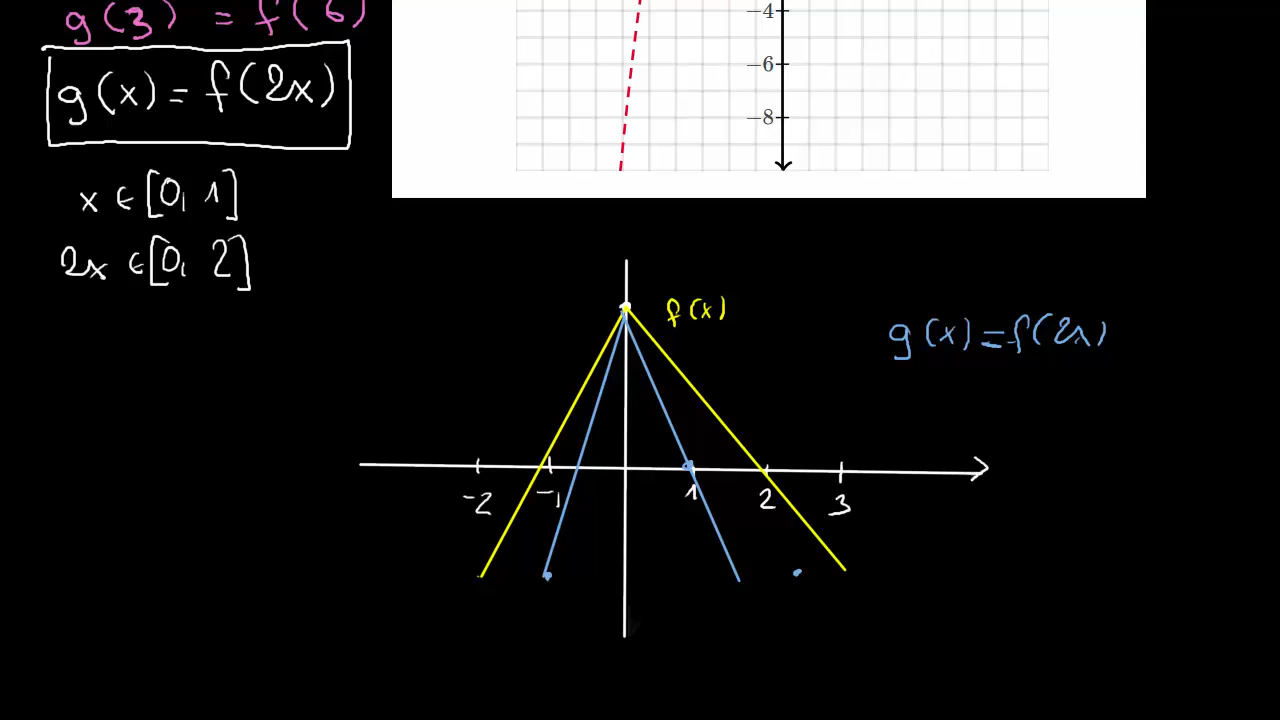 g(3) = f(6)
g(x) = f(2x)
x ∈ [0, 1]
2x ∈ [0, 2]
-4
-6
-8
f(x)
g(x) = f(2x)
-2 -1 1 2 3